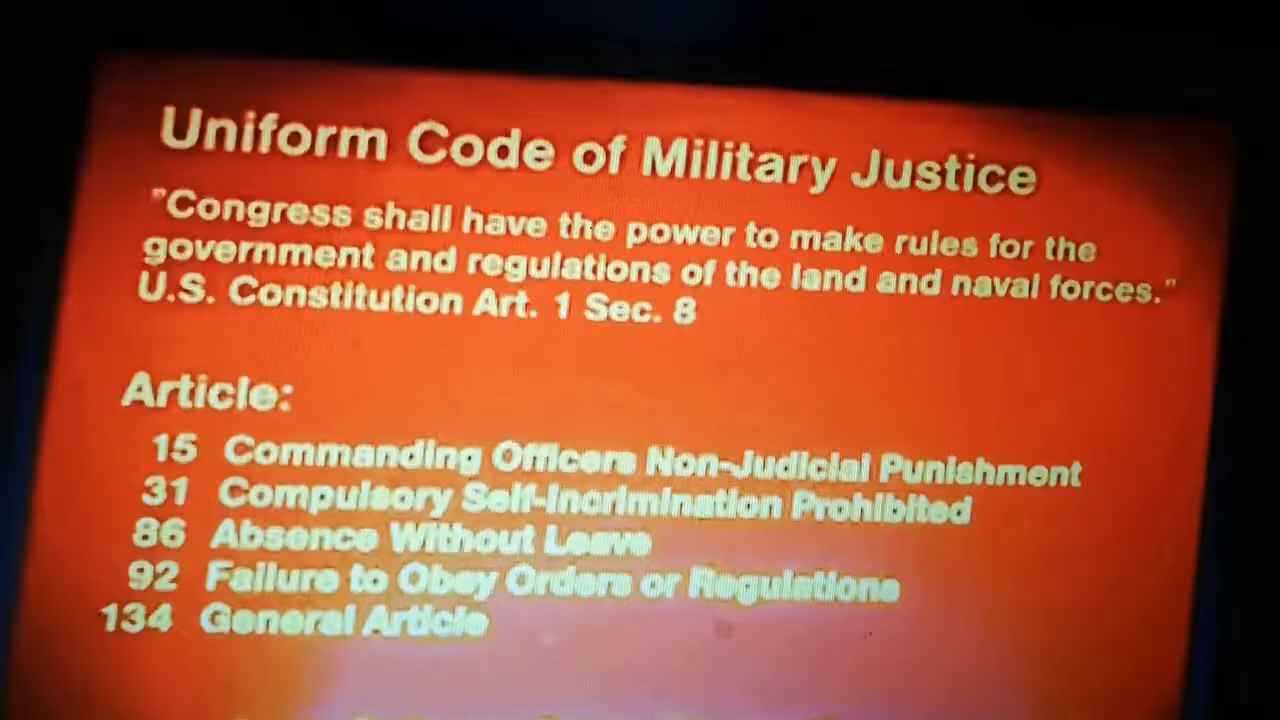 Uniform Code of Military Justice
"Congress shall have the power to make rules for the
government and regulations of the land and naval forces."
U.S. Constitution Art. 1 Sec. 8
Article:
15 Commanding Officers Non-Judicial Punishment
31 Compulsory Self-Incrimination Prohibited
86 Absence Without Leave
92 Failure to Obey Orders or Regulations
134 General Article